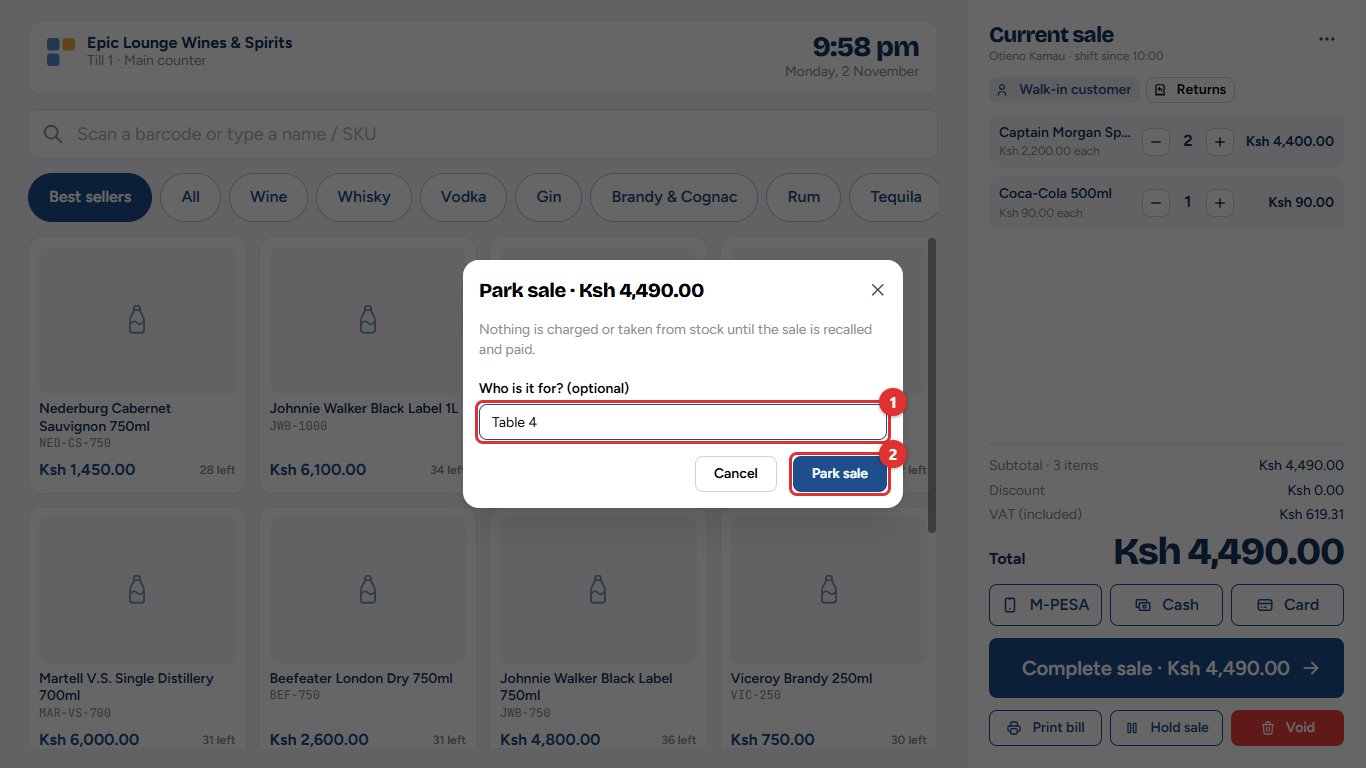 Epic Lounge Wines & Spirits
Till 1 · Main counter
9:58 pm
Monday, 2 November
Scan a barcode or type a name / SKU
Best sellers
All
Wine
Whisky
Vodka
Gin
Brandy & Cognac
Rum
Tequila
Nederburg Cabernet
Sauvignon 750ml
NED-CS-750
Ksh 1,450.00
28 left
Johnnie Walker Black Label 1L
JWB-1000
Ksh 6,100.00
34 left
left
Martell V.S. Single Distillery
700ml
MAR-VS-700
Ksh 6,000.00
31 left
Beefeater London Dry 750ml
BEF-750
Ksh 2,600.00
31 left
Johnnie Walker Black Label
750ml
JWB-750
Ksh 4,800.00
36 left
Viceroy Brandy 250ml
VIC-250
Ksh 750.00
30 left
Park sale · Ksh 4,490.00
Nothing is charged or taken from stock until the sale is recalled
and paid.
Who is it for? (optional)
1
Table 4
2
Cancel
Park sale
Current sale
Otieno Kamau · shift since 10:00
Walk-in customer
Returns
Captain Morgan Sp...
Ksh 2,200.00 each
2
Ksh 4,400.00
Coca-Cola 500ml
Ksh 90.00 each
1
Ksh 90.00
Subtotal · 3 items
Ksh 4,490.00
Discount
Ksh 0.00
VAT (included)
Ksh 619.31
Total
Ksh 4,490.00
M-PESA
Cash
Card
Complete sale · Ksh 4,490.00
Print bill
Hold sale
Void